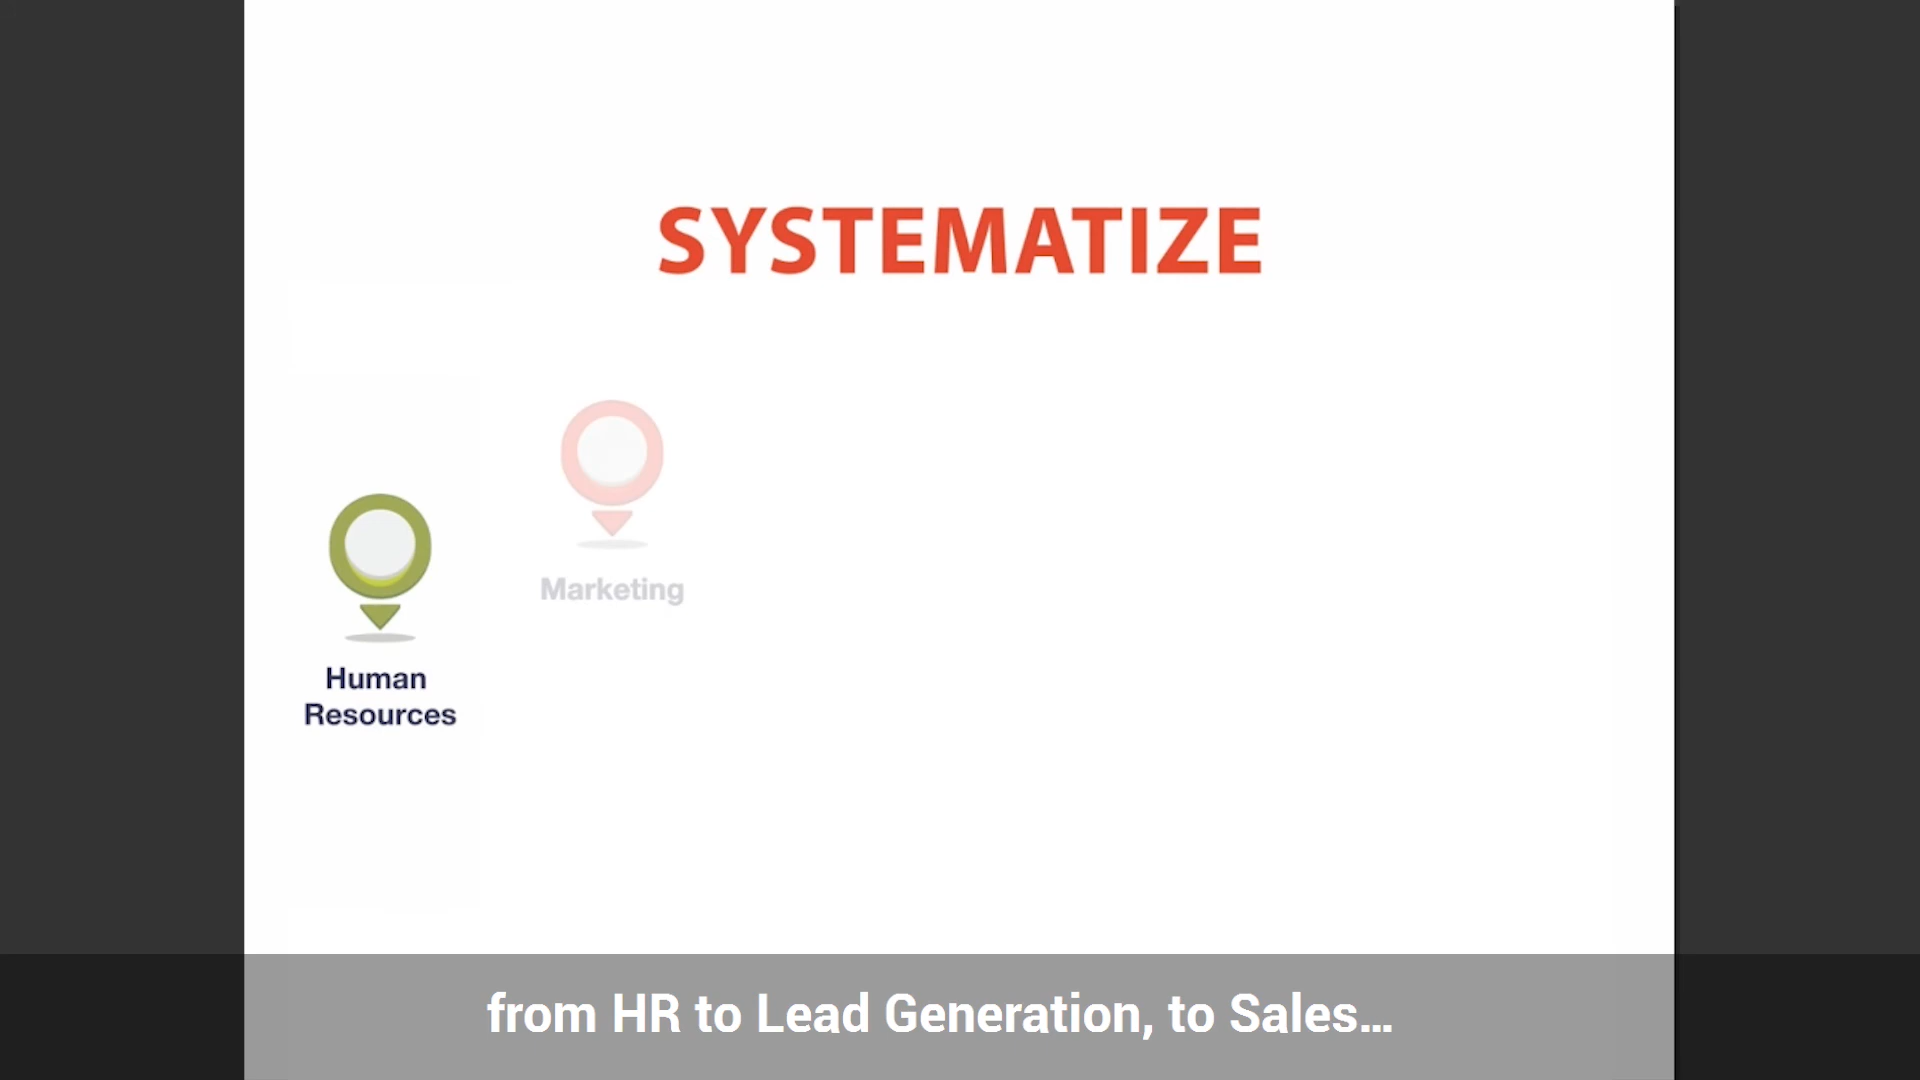 SYSTEMATIZE
Marketing
Human
Resources
from HR to Lead Generation, to Sales...